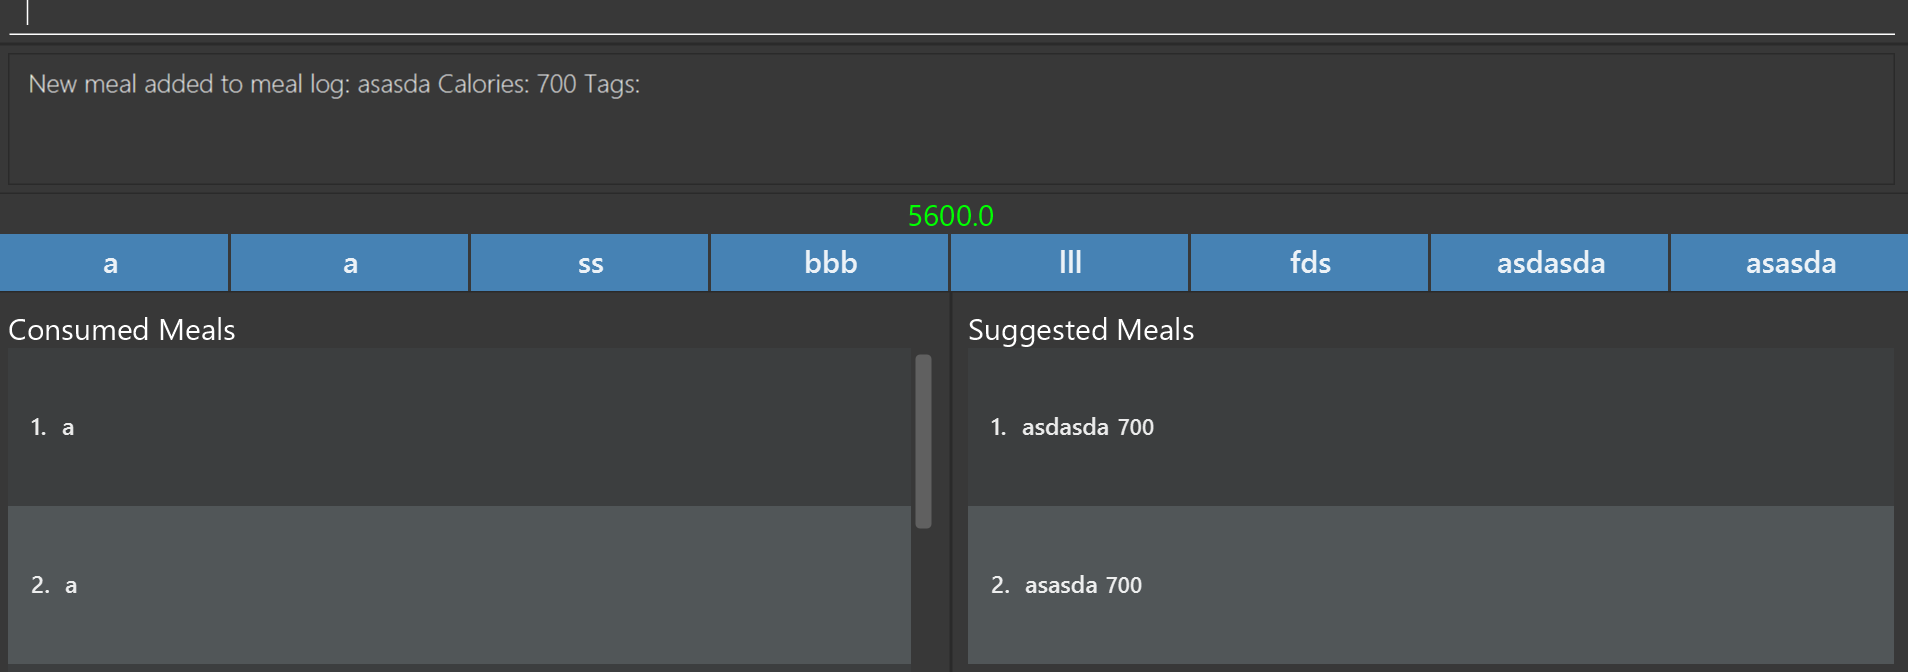 New meal added to meal log: asasda Calories: 700 Tags:
5600.0
a a ss bbb lll fds asdasda asasda
Consumed Meals
1. a
2. a
Suggested Meals
1. asdasda 700
2. asasda 700